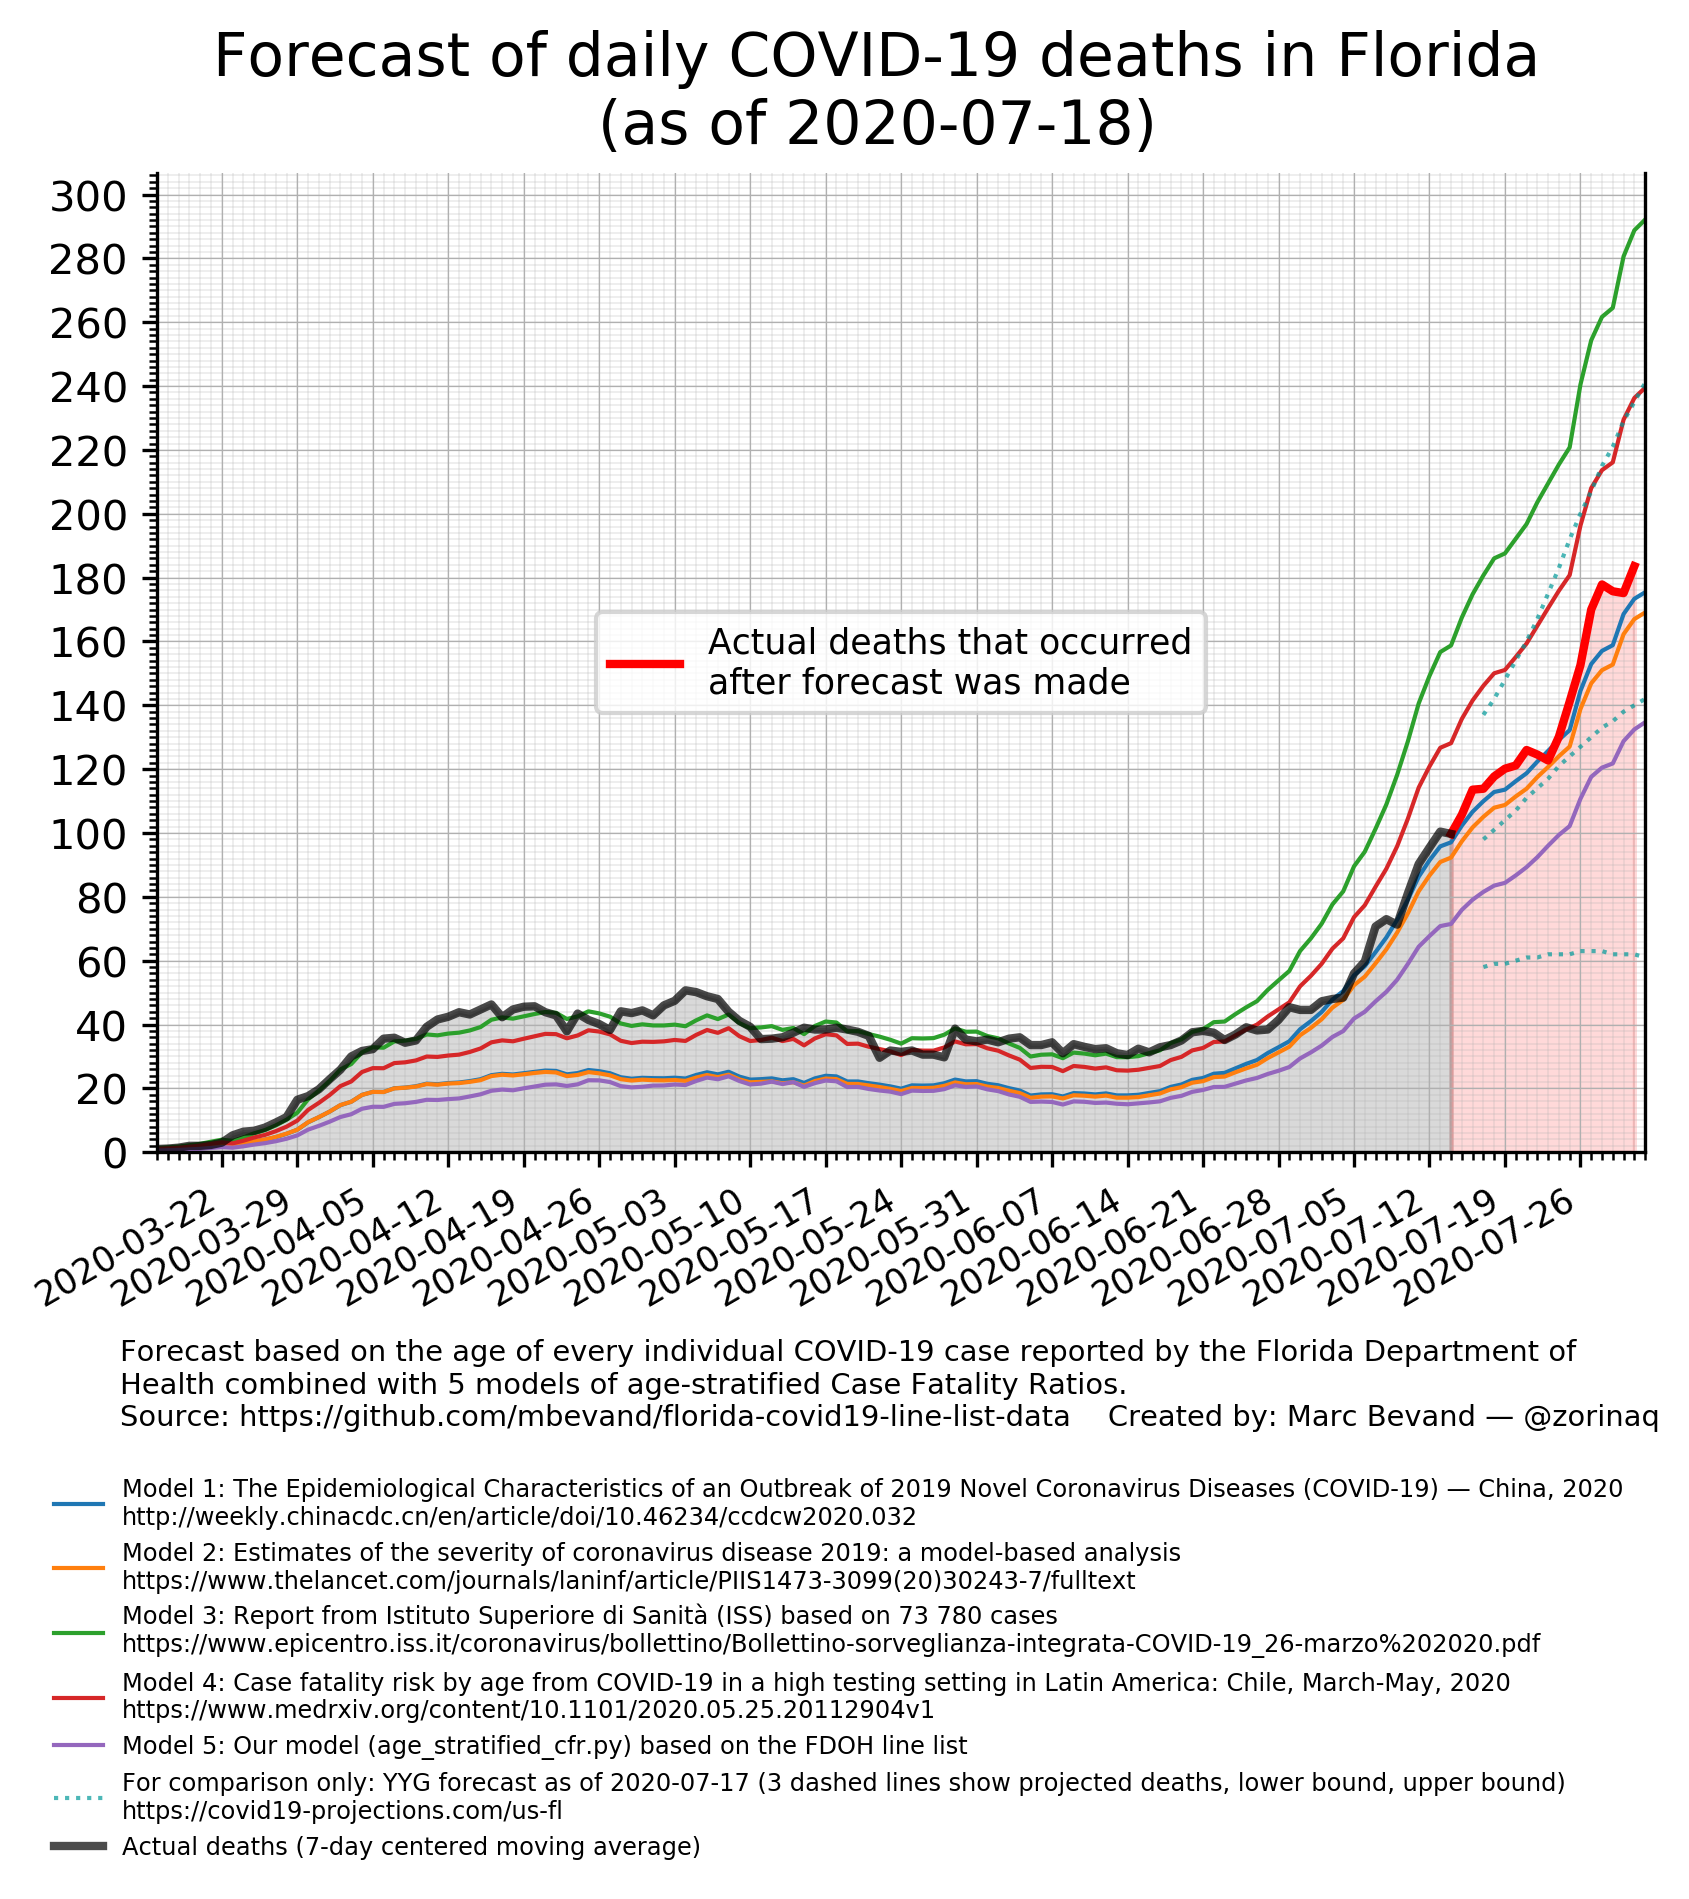 Forecast of daily COVID-19 deaths in Florida
(as of 2020-07-18)
300
280
260
240
220
200
180
160
140
120
100
80
60
40
20
0
Actual deaths that occurred
after forecast was made
2020-03-22
2020-03-29
2020-04-05
2020-04-12
2020-04-19
2020-04-26
2020-05-03
2020-05-10
2020-05-17
2020-05-24
2020-05-31
2020-06-07
2020-06-14
2020-06-21
2020-06-28
2020-07-05
2020-07-12
2020-07-19
2020-07-26
Forecast based on the age of every individual COVID-19 case reported by the Florida Department of
Health combined with 5 models of age-stratified Case Fatality Ratios.
Source: https://github.com/mbevand/florida-covid19-line-list-data Created by: Marc Bevand — @zorinaq
Model 1: The Epidemiological Characteristics of an Outbreak of 2019 Novel Coronavirus Diseases (COVID-19) — China, 2020
http://weekly.chinacdc.cn/en/article/doi/10.46234/ccdcw2020.032
Model 2: Estimates of the severity of coronavirus disease 2019: a model-based analysis
https://www.thelancet.com/journals/laninf/article/PIIS1473-3099(20)30243-7/fulltext
Model 3: Report from Istituto Superiore di Sanità (ISS) based on 73 780 cases
https://www.epicentro.iss.it/coronavirus/bollettino/Bollettino-sorveglianza-integrata-COVID-19_26-marzo%202020.pdf
Model 4: Case fatality risk by age from COVID-19 in a high testing setting in Latin America: Chile, March-May, 2020
https://www.medrxiv.org/content/10.1101/2020.05.25.20112904v1
Model 5: Our model (age_stratified_cfr.py) based on the FDOH line list
For comparison only: YYG forecast as of 2020-07-17 (3 dashed lines show projected deaths, lower bound, upper bound)
https://covid19-projections.com/us-fl
Actual deaths (7-day centered moving average)